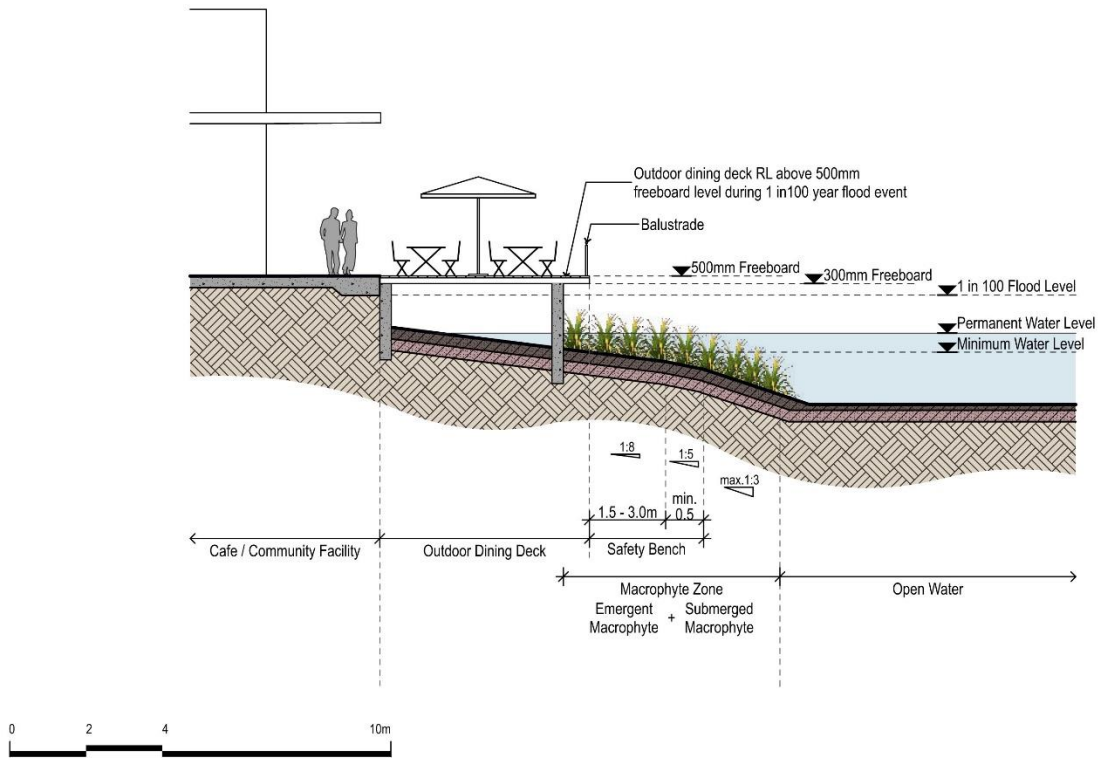 Outdoor dining deck RL above 500mm
freeboard level during 1 in100 year flood event
Balustrade
500mm Freeboard
300mm Freeboard
1 in 100 Flood Level
Permanent Water Level
Minimum Water Level
1:8
1:5
max.1:3
min.
1.5 - 3.0m
0.5
Cafe / Community Facility
Outdoor Dining Deck
Safety Bench
Macrophyte Zone
Open Water
Emergent
Macrophyte
+
Submerged
Macrophyte
0
2
4
10m